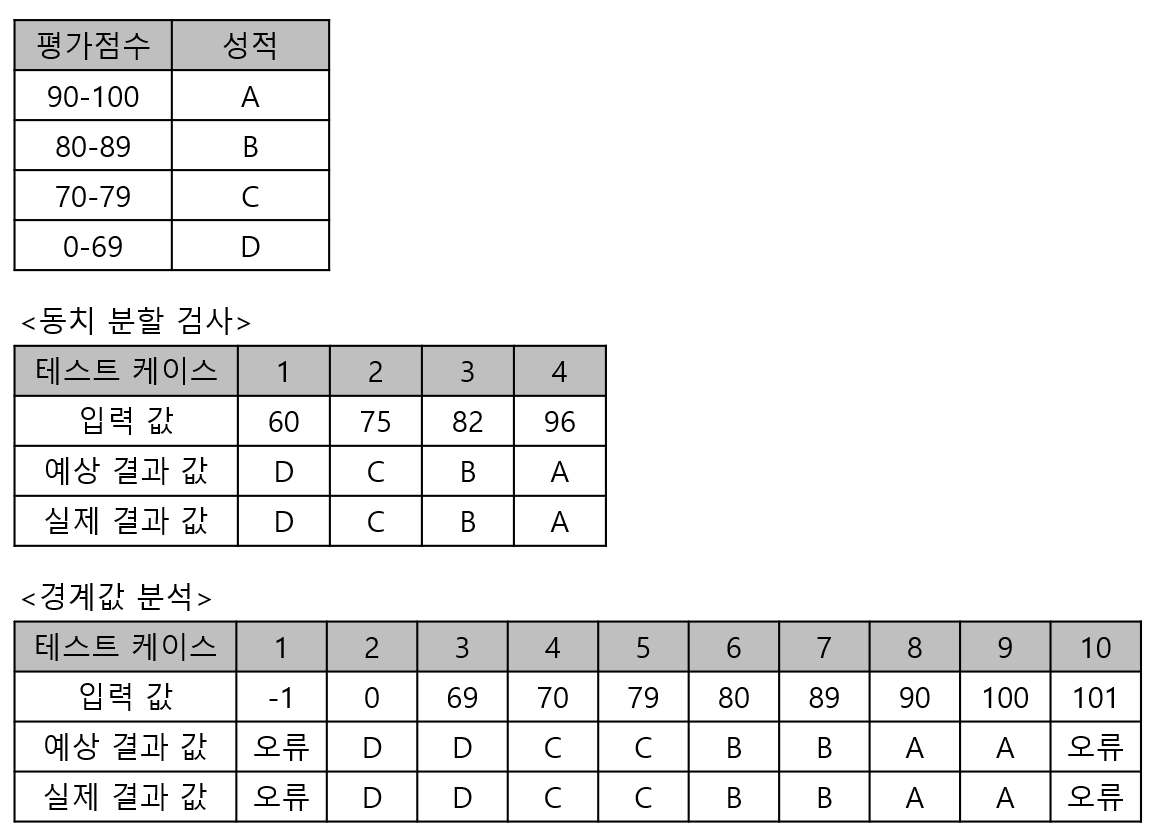 평가점수 성적
90-100 A
80-89 B
70-79 C
0-69 D
<동치 분할 검사>
테스트 케이스 1 2 3 4
입력 값 60 75 82 96
예상 결과 값 D C B A
실제 결과 값 D C B A
<경계값 분석>
테스트 케이스 1 2 3 4 5 6 7 8 9 10
입력 값 -1 0 69 70 79 80 89 90 100 101
예상 결과 값 오류 D D C C B B A A 오류
실제 결과 값 오류 D D C C B B A A 오류